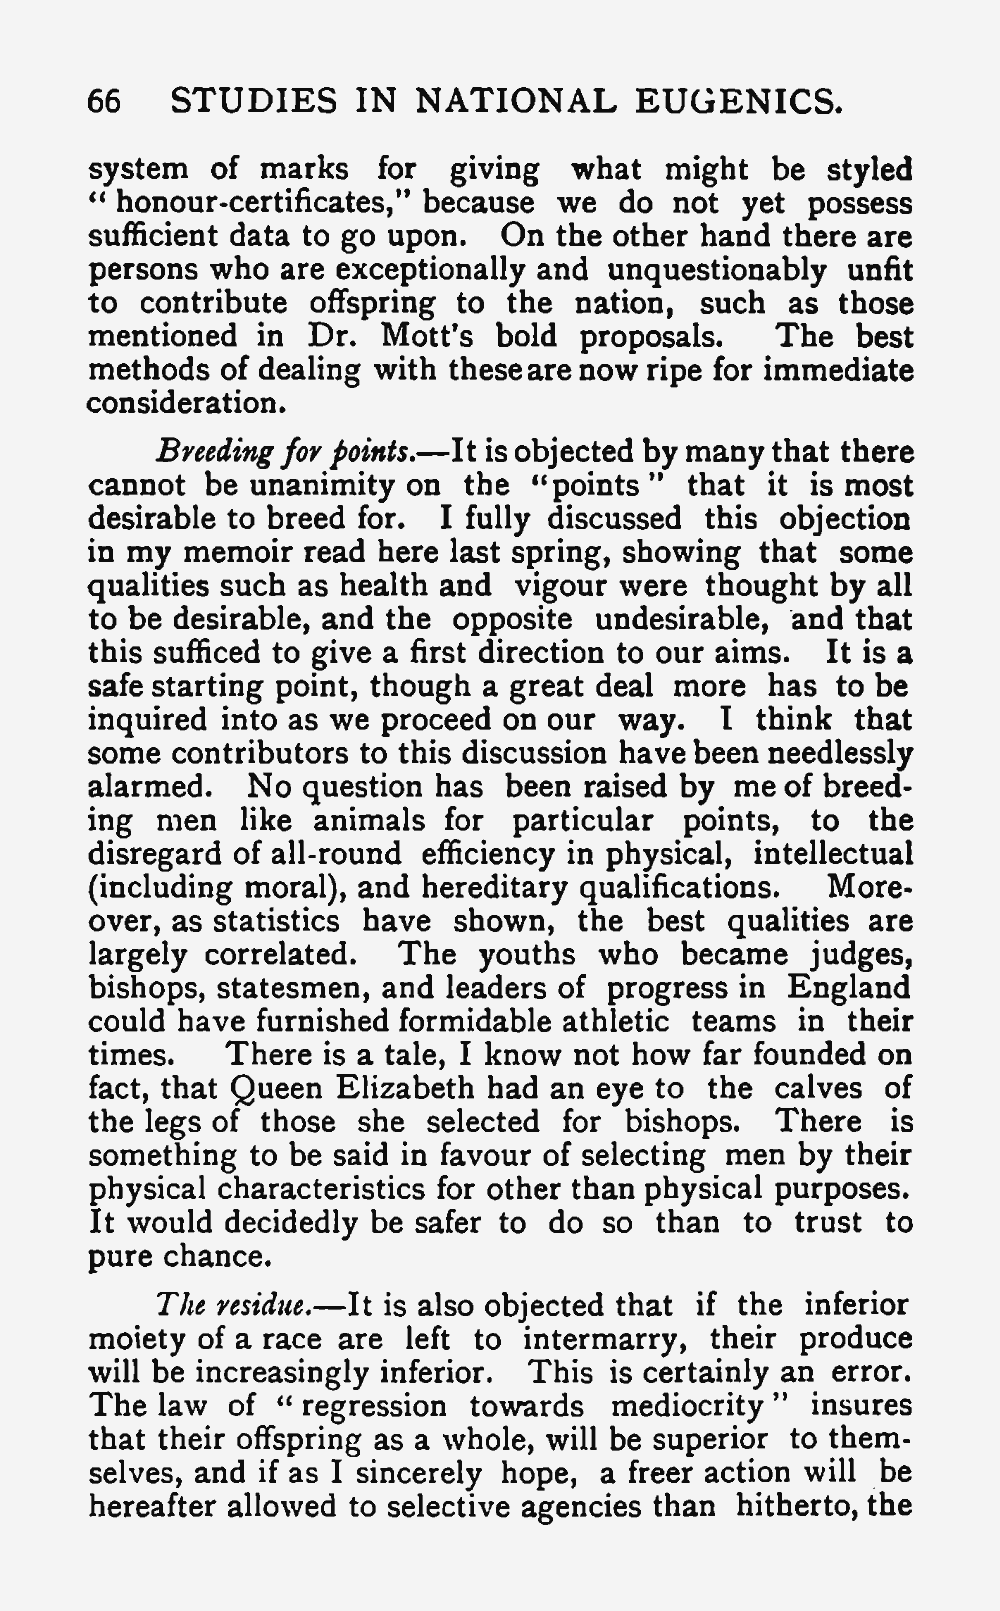 66 STUDIES IN NATIONAL EUGENICS.
system of marks for giving what might be styled
“ honour-certificates,” because we do not yet possess
sufficient data to go upon. On the other hand there are
persons who are exceptionally and unquestionably unfit
to contribute offspring to the nation, such as those
mentioned in Dr. Mott's bold proposals. The best
methods of dealing with these are now ripe for immediate
consideration.
Breeding for points.—It is objected by many that there
cannot be unanimity on the “points” that it is most
desirable to breed for. I fully discussed this objection
in my memoir read here last spring, showing that some
qualities such as health and vigour were thought by all
to be desirable, and the opposite undesirable, and that
this sufficed to give a first direction to our aims. It is a
safe starting point, though a great deal more has to be
inquired into as we proceed on our way. I think that
some contributors to this discussion have been needlessly
alarmed. No question has been raised by me of breed-
ing men like animals for particular points, to the
disregard of all-round efficiency in physical, intellectual
(including moral), and hereditary qualifications. More-
over, as statistics have shown, the best qualities are
largely correlated. The youths who became judges,
bishops, statesmen, and leaders of progress in England
could have furnished formidable athletic teams in their
times. There is a tale, I know not how far founded on
fact, that Queen Elizabeth had an eye to the calves of
the legs of those she selected for bishops. There is
something to be said in favour of selecting men by their
physical characteristics for other than physical purposes.
It would decidedly be safer to do so than to trust to
pure chance.
The residue.—It is also objected that if the inferior
moiety of a race are left to intermarry, their produce
will be increasingly inferior. This is certainly an error.
The law of “ regression towards mediocrity ” insures
that their offspring as a whole, will be superior to them-
selves, and if as I sincerely hope, a freer action will be
hereafter allowed to selective agencies than hitherto, the